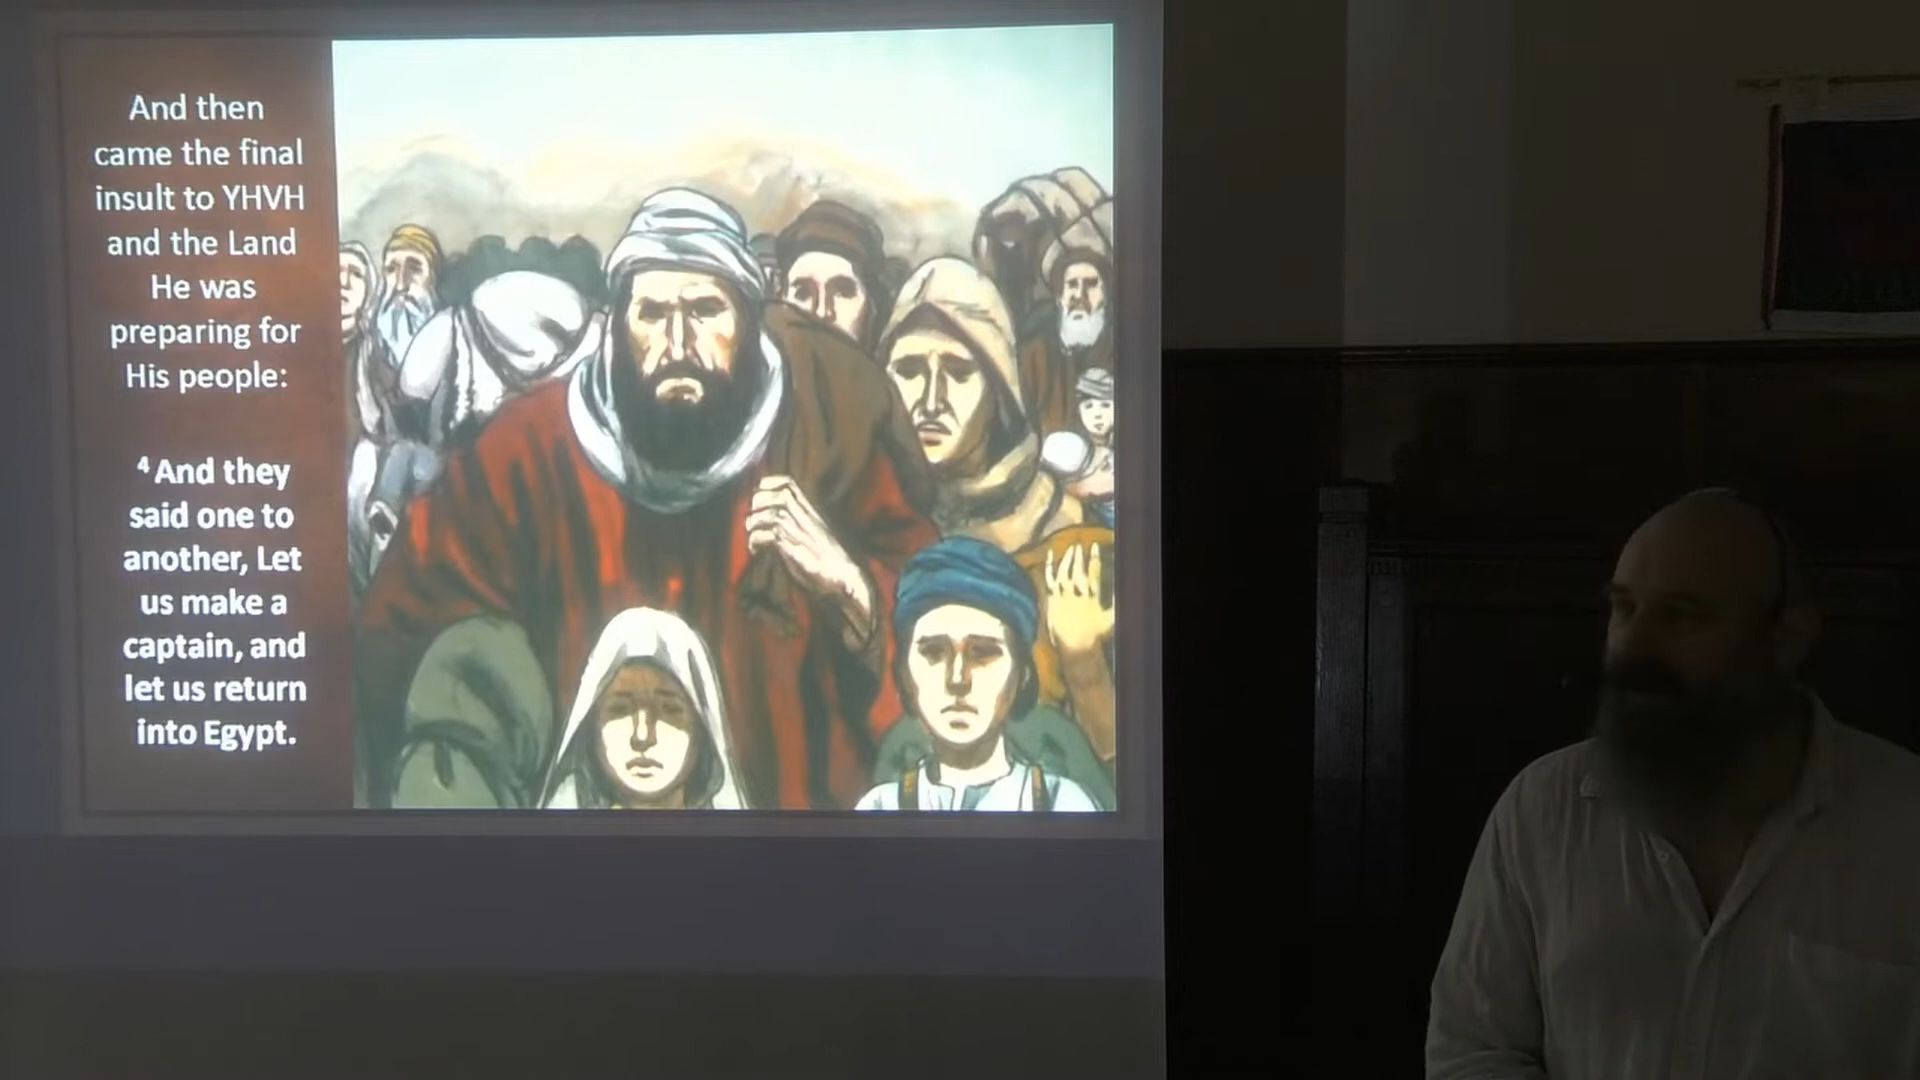 And then
came the final
insult to YHVH
and the Land
He was
preparing for
His people:
⁴ And they
said one to
another, Let
us make a
captain, and
let us return
into Egypt.